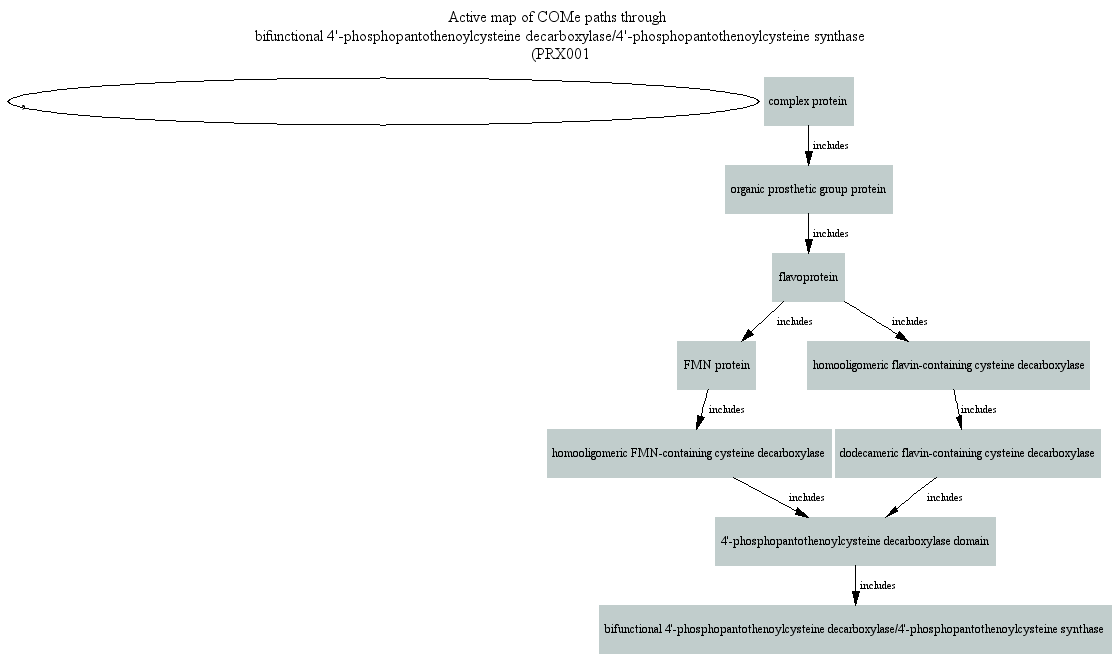 Active map of COMe paths through
bifunctional 4'-phosphopantothenoylcysteine decarboxylase/4'-phosphopantothenoylcysteine synthase
(PRX001
complex protein
includes
organic prosthetic group protein
includes
flavoprotein
includes
includes
FMN protein
homooligomeric flavin-containing cysteine decarboxylase
includes
includes
homooligomeric FMN-containing cysteine decarboxylase
dodecameric flavin-containing cysteine decarboxylase
includes
includes
4'-phosphopantothenoylcysteine decarboxylase domain
includes
bifunctional 4'-phosphopantothenoylcysteine decarboxylase/4'-phosphopantothenoylcysteine synthase